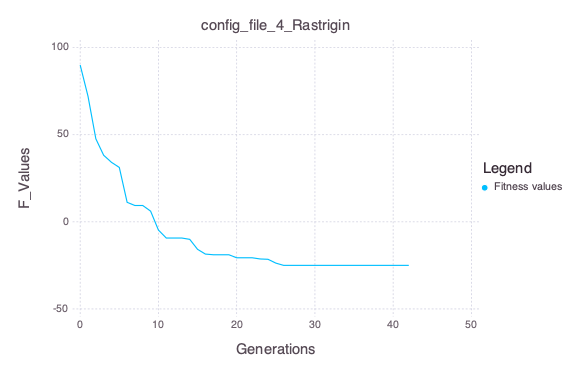 config_file_4_Rastrigin
100
50
0
-50
F_Values
0 10 20 30 40 50
Generations
Legend
Fitness values